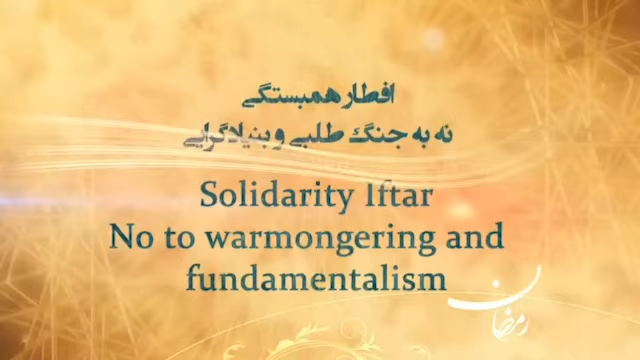 افطار همبستگی
نه به جنگ طلبی و بنیادگرایی
Solidarity Iftar
No to warmongering and
fundamentalism
رمضان